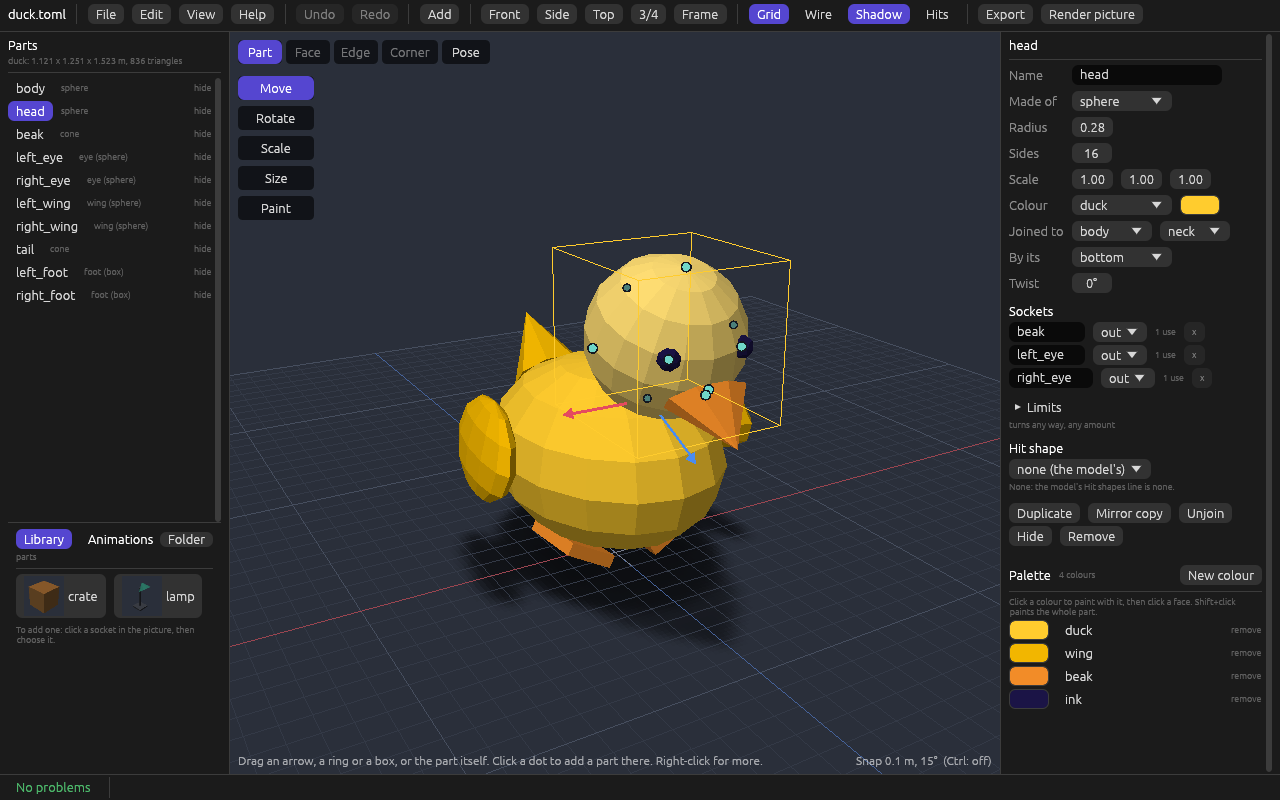 duck.toml File Edit View Help Undo Redo Add Front Side Top 3/4 Frame Grid Wire Shadow Hits Export Render picture
Parts
duck: 1.121 x 1.251 x 1.523 m, 836 triangles
body sphere hide
head sphere hide
beak cone hide
left_eye eye (sphere) hide
right_eye eye (sphere) hide
left_wing wing (sphere) hide
right_wing wing (sphere) hide
tail cone hide
left_foot foot (box) hide
right_foot foot (box) hide
Library Animations Folder
parts
crate lamp
To add one: click a socket in the picture, then
choose it.
Part Face Edge Corner Pose
Move
Rotate
Scale
Size
Paint
Drag an arrow, a ring or a box, or the part itself. Click a dot to add a part there. Right-click for more.
Snap 0.1 m, 15° (Ctrl: off)
head
Name head
Made of sphere
Radius 0.28
Sides 16
Scale 1.00 1.00 1.00
Colour duck
Joined to body neck
By its bottom
Twist 0°
Sockets
beak out 1 use x
left_eye out 1 use x
right_eye out 1 use x
Limits
turns any way, any amount
Hit shape
none (the model's)
None: the model's Hit shapes line is none.
Duplicate Mirror copy Unjoin
Hide Remove
Palette 4 colours New colour
Click a colour to paint with it, then click a face. Shift+click
paints the whole part.
duck remove
wing remove
beak remove
ink remove
No problems